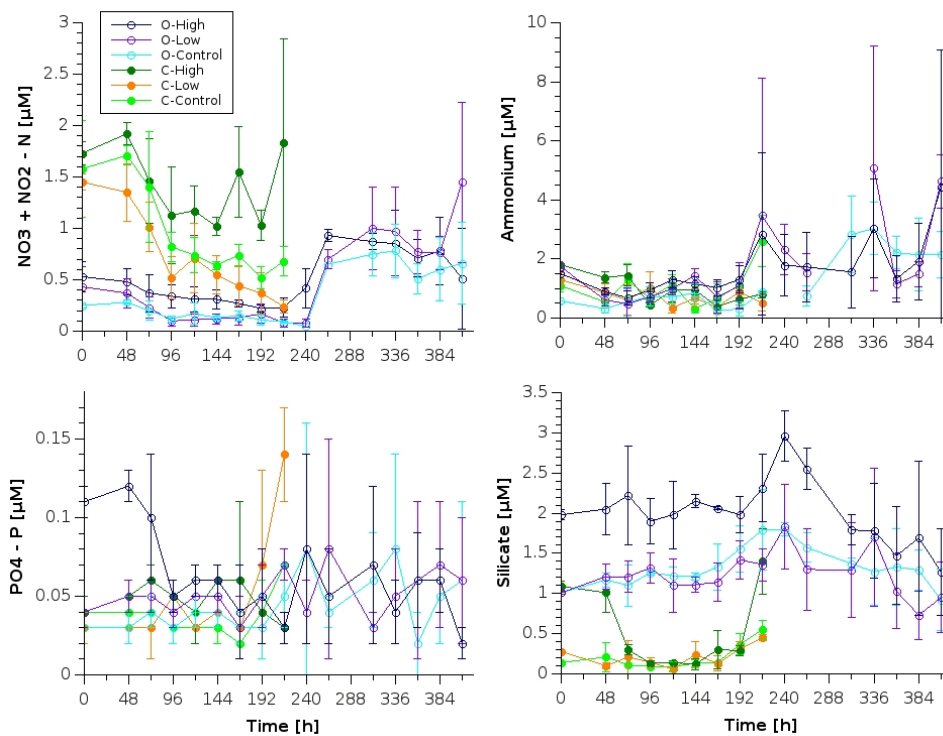 3
2.5
2
1.5
1
0.5
0
NO3 + NO2 - N [µM]
O-High
O-Low
O-Control
C-High
C-Low
C-Control
0 48 96 144 192 240 288 336 384
10
8
6
4
2
0
Ammonium [µM]
0 48 96 144 192 240 288 336 384
0.15
0.1
0.05
0
PO4 - P [µM]
0 48 96 144 192 240 288 336 384
Time [h]
3.5
3
2.5
2
1.5
1
0.5
0
Silicate [µM]
0 48 96 144 192 240 288 336 384
Time [h]